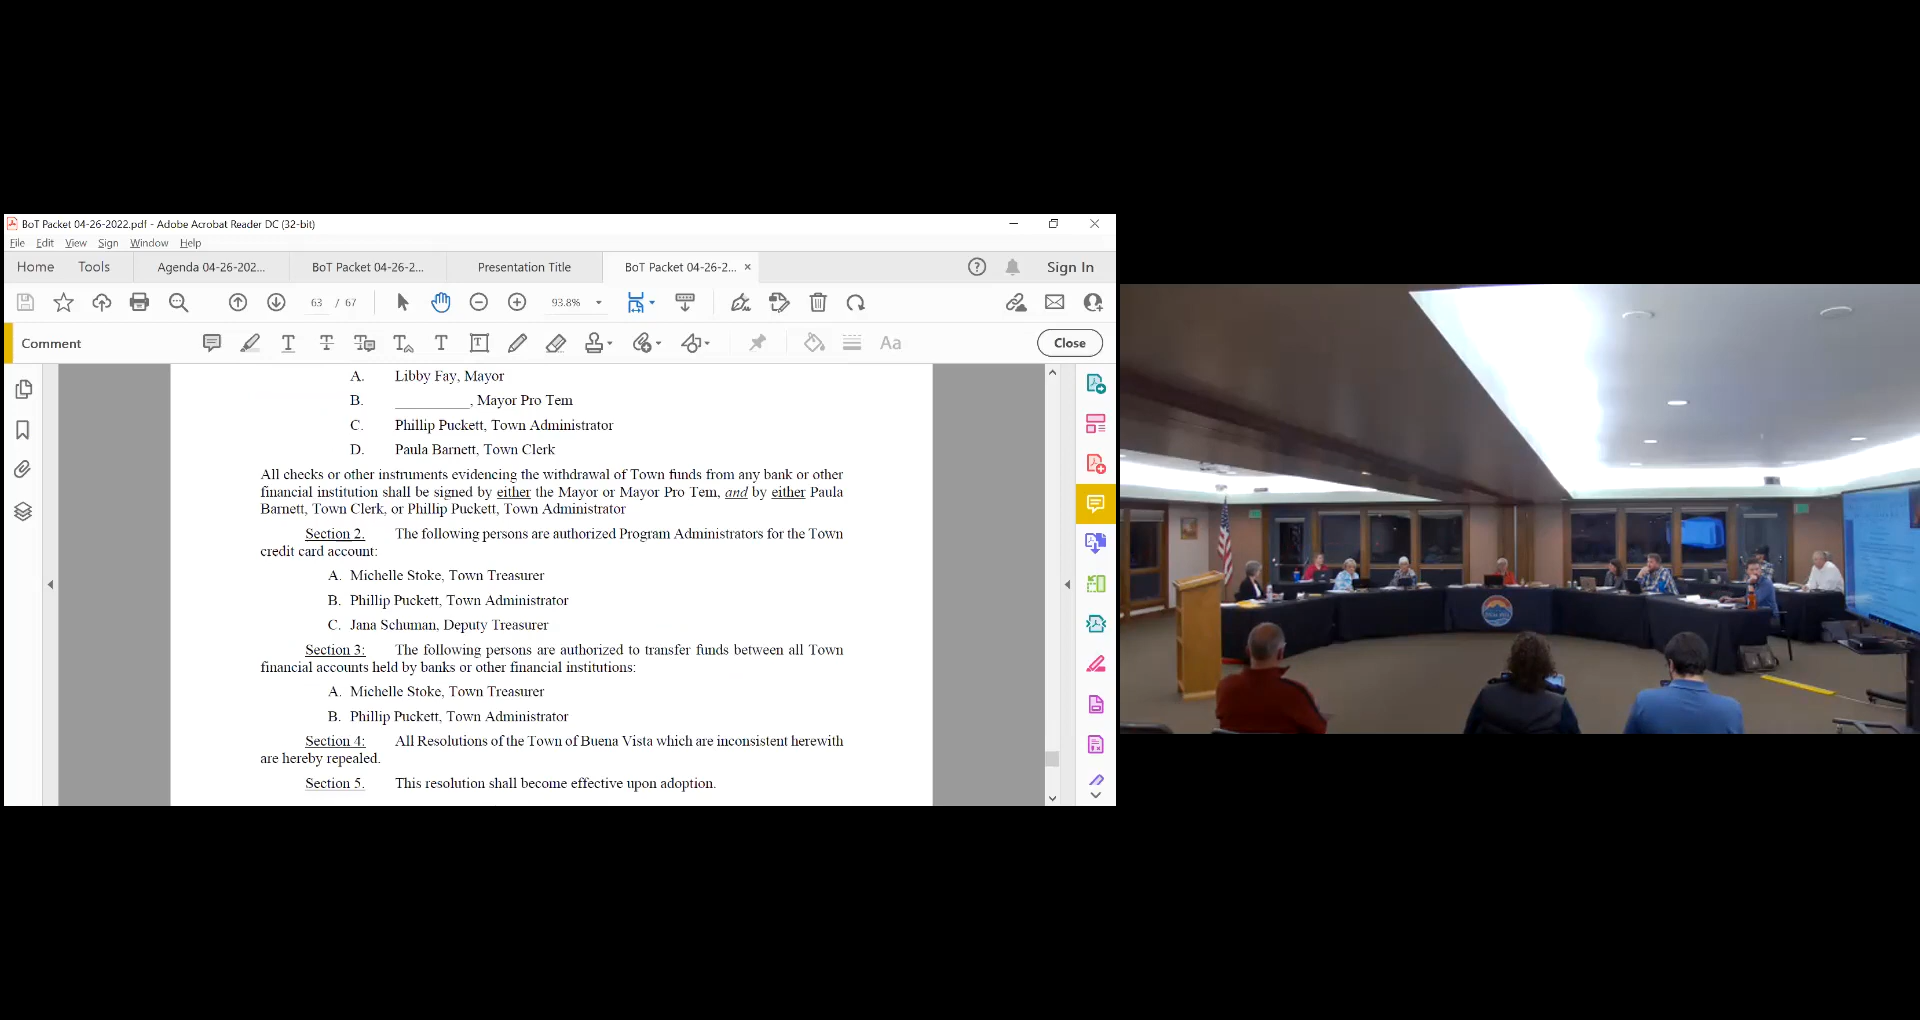 BoT Packet 04-26-2022.pdf - Adobe Acrobat Reader DC (32-bit)
File Edit View Sign Window Help
Home Tools Agenda 04-26-202... BoT Packet 04-26-2... Presentation Title BoT Packet 04-26-2... × Sign In
63 / 67 93.8%
Comment Aa Close
A. Libby Fay, Mayor
B. __________, Mayor Pro Tem
C. Phillip Puckett, Town Administrator
D. Paula Barnett, Town Clerk
All checks or other instruments evidencing the withdrawal of Town funds from any bank or other
financial institution shall be signed by either the Mayor or Mayor Pro Tem, and by either Paula
Barnett, Town Clerk, or Phillip Puckett, Town Administrator
Section 2. The following persons are authorized Program Administrators for the Town
credit card account:
A. Michelle Stoke, Town Treasurer
B. Phillip Puckett, Town Administrator
C. Jana Schuman, Deputy Treasurer
Section 3: The following persons are authorized to transfer funds between all Town
financial accounts held by banks or other financial institutions:
A. Michelle Stoke, Town Treasurer
B. Phillip Puckett, Town Administrator
Section 4: All Resolutions of the Town of Buena Vista which are inconsistent herewith
are hereby repealed.
Section 5. This resolution shall become effective upon adoption.